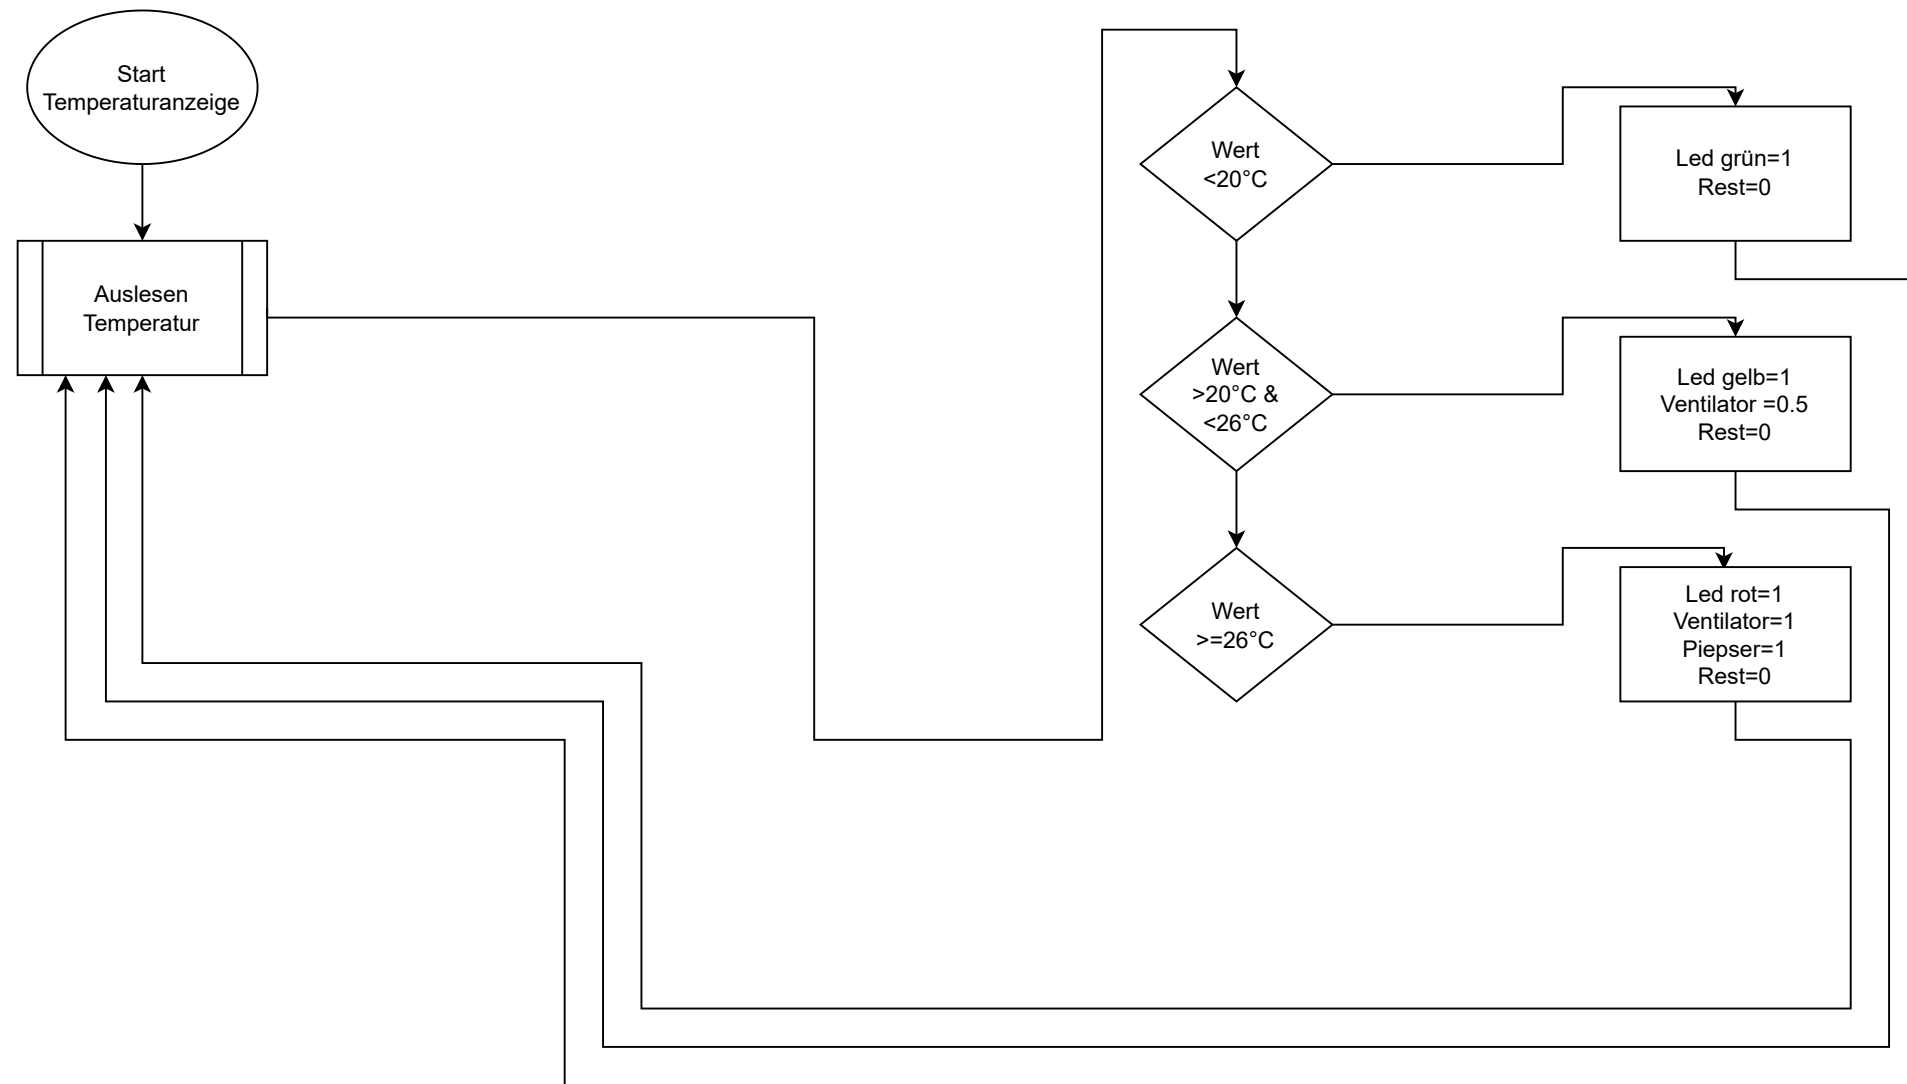 Start
Temperaturanzeige
Auslesen
Temperatur
Wert
<20°C
Led grün=1
Rest=0
Wert
>20°C &
<26°C
Led gelb=1
Ventilator =0.5
Rest=0
Wert
>=26°C
Led rot=1
Ventilator=1
Piepser=1
Rest=0